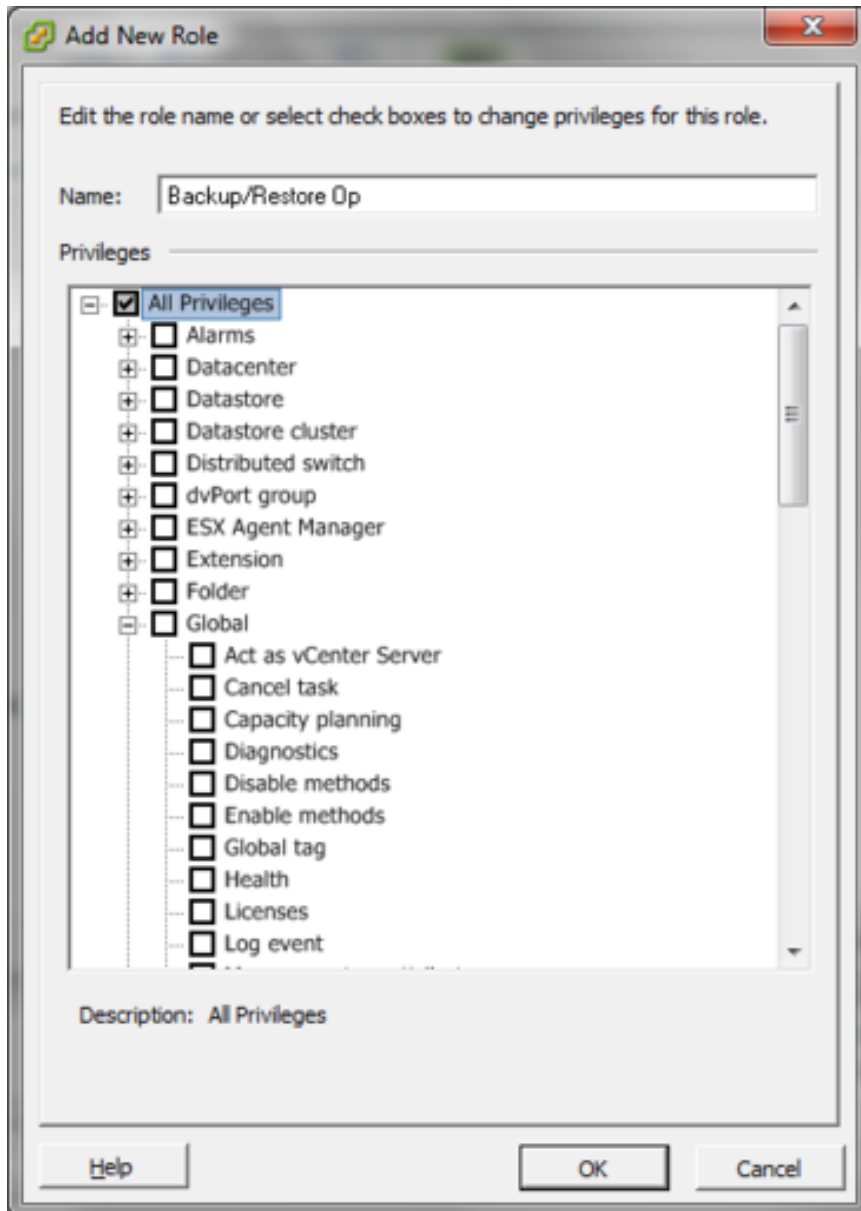 Add New Role
Edit the role name or select check boxes to change privileges for this role.
Name: Backup/Restore Op
Privileges
All Privileges
Alarms
Datacenter
Datastore
Datastore cluster
Distributed switch
dvPort group
ESX Agent Manager
Extension
Folder
Global
Act as vCenter Server
Cancel task
Capacity planning
Diagnostics
Disable methods
Enable methods
Global tag
Health
Licenses
Log event
Description: All Privileges
Help OK Cancel